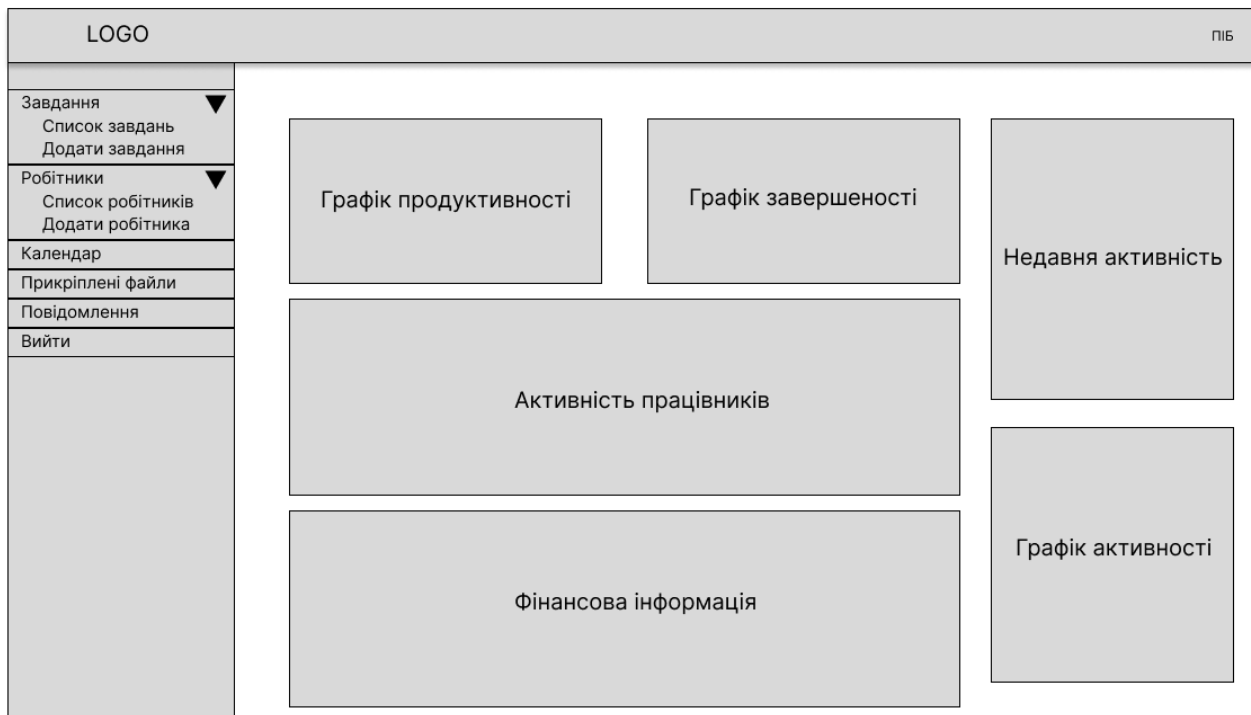 LOGO
ПІБ
Завдання
Список завдань
Додати завдання
Робітники
Список робітників
Додати робітника
Календар
Прикріплені файли
Повідомлення
Вийти
Графік продуктивності
Графік завершеності
Недавня активність
Активність працівників
Графік активності
Фінансова інформація